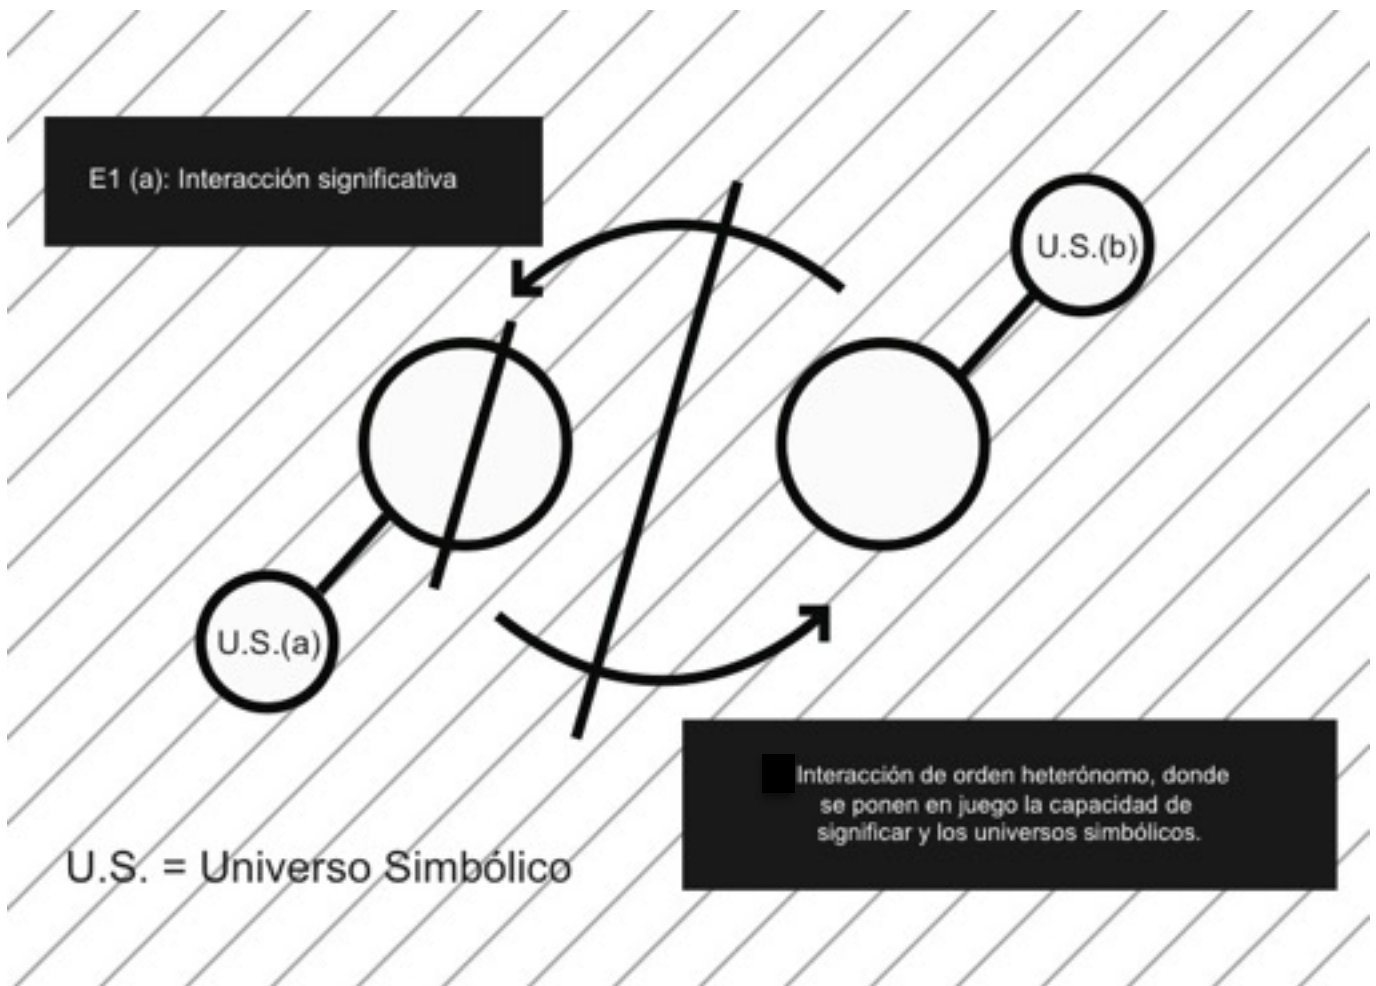 E1 (a): Interacción significativa
U.S.(b)
U.S.(a)
Interacción de orden heterónomo, donde
se ponen en juego la capacidad de
significar y los universos simbólicos.
U.S. = Universo Simbólico